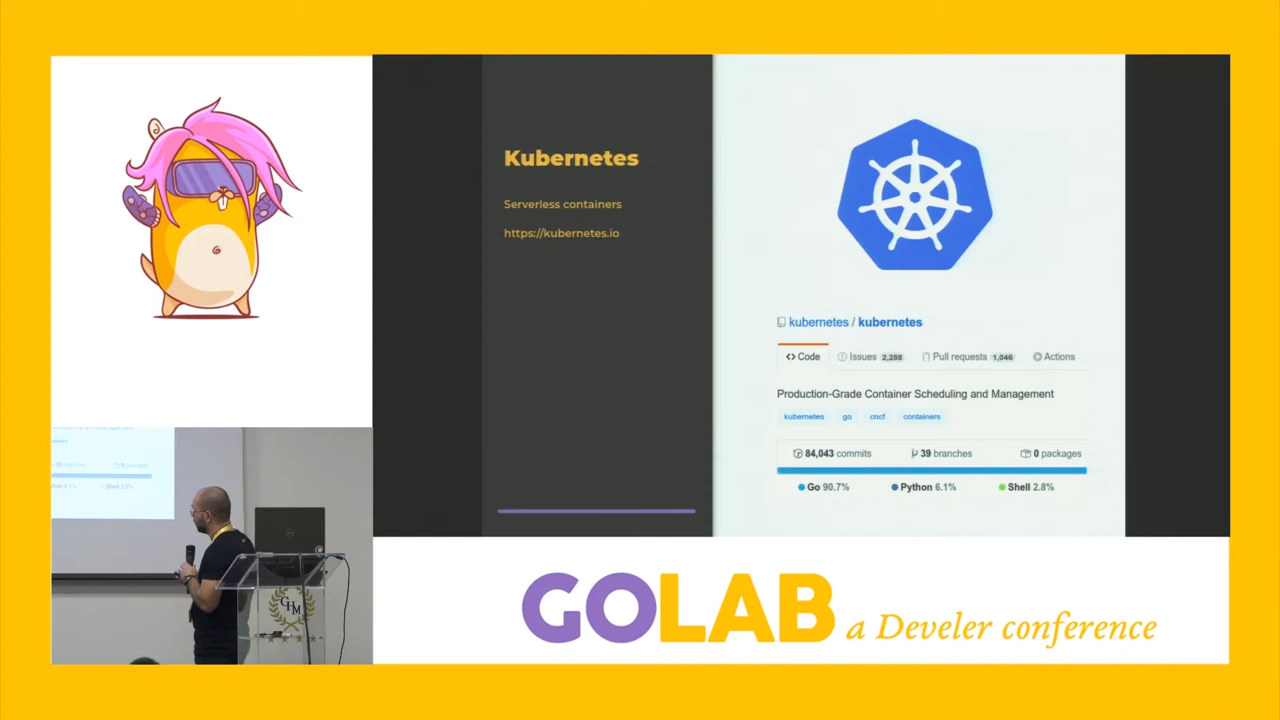 Kubernetes
Serverless containers
https://kubernetes.io
kubernetes / kubernetes
Code Issues 2,288 Pull requests 1,046 Actions
Production-Grade Container Scheduling and Management
kubernetes go cncf containers
84,043 commits 39 branches 0 packages
Go 90.7% Python 6.1% Shell 2.8%
GHM
GOLAB a Develer conference